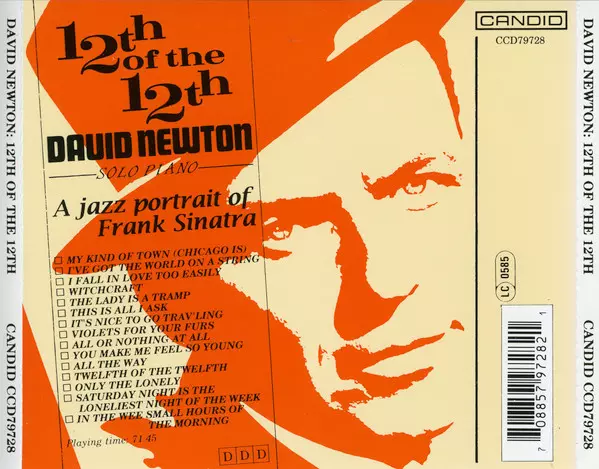 12th
of the
12th
DAVID NEWTON
SOLO PIANO
A jazz portrait of
Frank Sinatra
MY KIND OF TOWN (CHICAGO IS)
I'VE GOT THE WORLD ON A STRING
I FALL IN LOVE TOO EASILY
WITCHCRAFT
THE LADY IS A TRAMP
THIS IS ALL I ASK
IT'S NICE TO GO TRAV'LING
VIOLETS FOR YOUR FURS
ALL OR NOTHING AT ALL
YOU MAKE ME FEEL SO YOUNG
ALL THE WAY
TWELFTH OF THE TWELFTH
ONLY THE LONELY
SATURDAY NIGHT IS THE
LONELIEST NIGHT OF THE WEEK
IN THE WEE SMALL HOURS OF
THE MORNING
Playing time: 71 45
DDD
CANDID
CCD79728
LC 0585
7 08857 97282 1
DAVID NEWTON: 12TH OF THE 12TH
CANDID CCD79728
DAVID NEWTON: 12TH OF THE 12TH
CANDID CCD79728